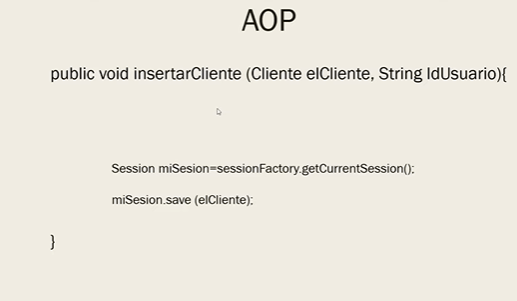 AOP
public void insertarCliente (Cliente elCliente, String IdUsuario){
Session miSesion=sessionFactory.getCurrentSession();
miSesion.save (elCliente);
}